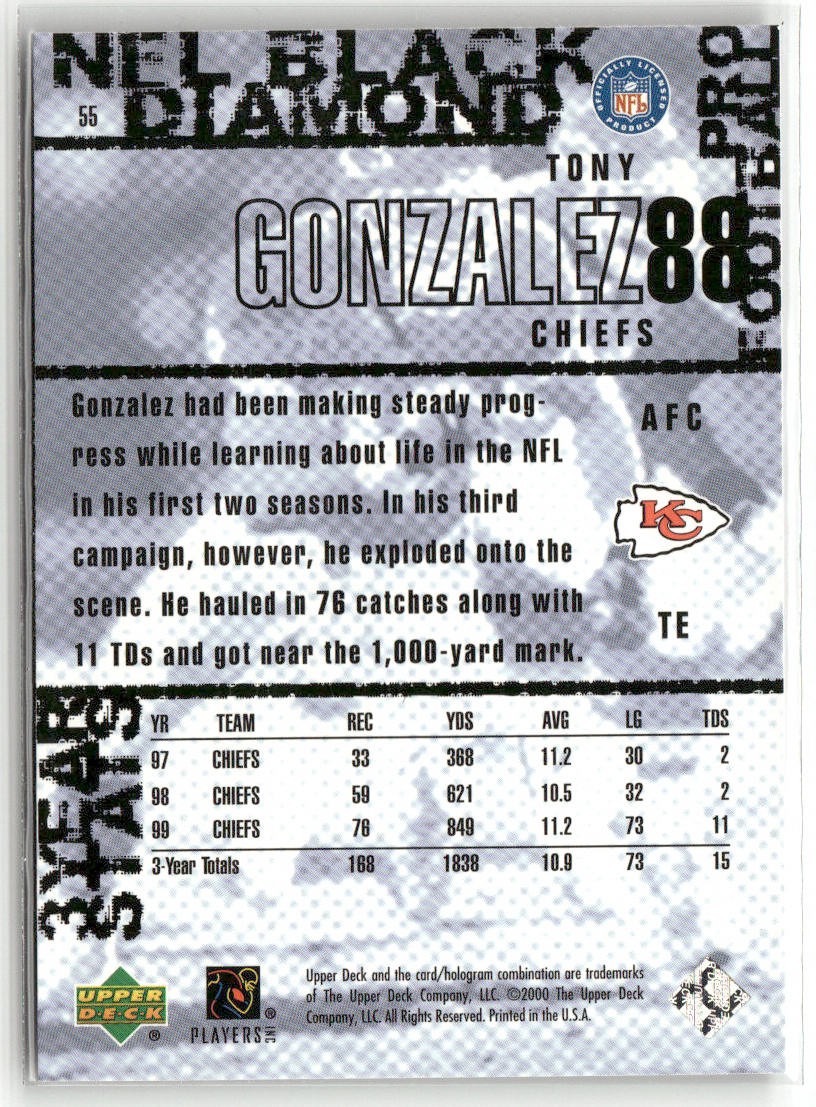 NFL BLACK
DIAMOND
55
OFFICIALLY LICENSED
NFL
PRODUCT
PRO
FOOTBALL
TONY
GONZALEZ 88
CHIEFS
Gonzalez had been making steady prog-
ress while learning about life in the NFL
in his first two seasons. In his third
campaign, however, he exploded onto the
scene. He hauled in 76 catches along with
11 TDs and got near the 1,000-yard mark.
AFC
KC
TE
3 YEAR
STATS
YR TEAM REC YDS AVG LG TDS
97 CHIEFS 33 368 11.2 30 2
98 CHIEFS 59 621 10.5 32 2
99 CHIEFS 76 849 11.2 73 11
3-Year Totals 168 1838 10.9 73 15
UPPER
D·E·C·K
®
PLAYERS INC ®
Upper Deck and the card/hologram combination are trademarks
of The Upper Deck Company, LLC. ©2000 The Upper Deck
Company, LLC. All Rights Reserved. Printed in the U.S.A.